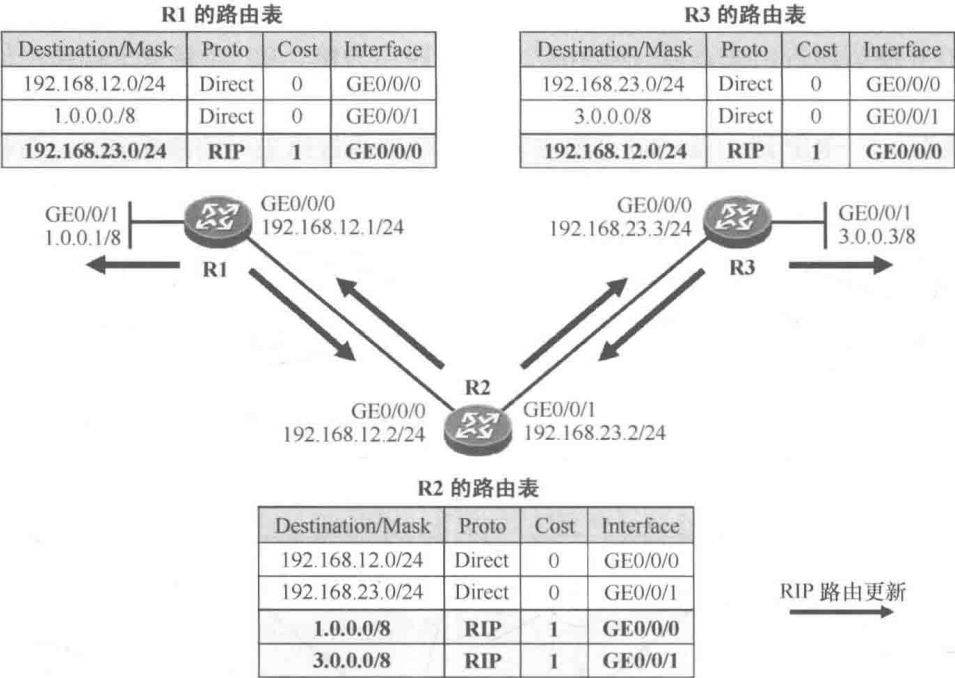 R1 的路由表
Destination/Mask Proto Cost Interface
192.168.12.0/24 Direct 0 GE0/0/0
1.0.0.0./8 Direct 0 GE0/0/1
192.168.23.0/24 RIP 1 GE0/0/0
R3 的路由表
Destination/Mask Proto Cost Interface
192.168.23.0/24 Direct 0 GE0/0/0
3.0.0.0/8 Direct 0 GE0/0/1
192.168.12.0/24 RIP 1 GE0/0/0
GE0/0/1
1.0.0.1/8
GE0/0/0
192.168.12.1/24
R1
GE0/0/0
192.168.23.3/24
GE0/0/1
3.0.0.3/8
R3
R2
GE0/0/0
192.168.12.2/24
GE0/0/1
192.168.23.2/24
R2 的路由表
Destination/Mask Proto Cost Interface
192.168.12.0/24 Direct 0 GE0/0/0
192.168.23.0/24 Direct 0 GE0/0/1
1.0.0.0/8 RIP 1 GE0/0/0
3.0.0.0/8 RIP 1 GE0/0/1
RIP 路由更新